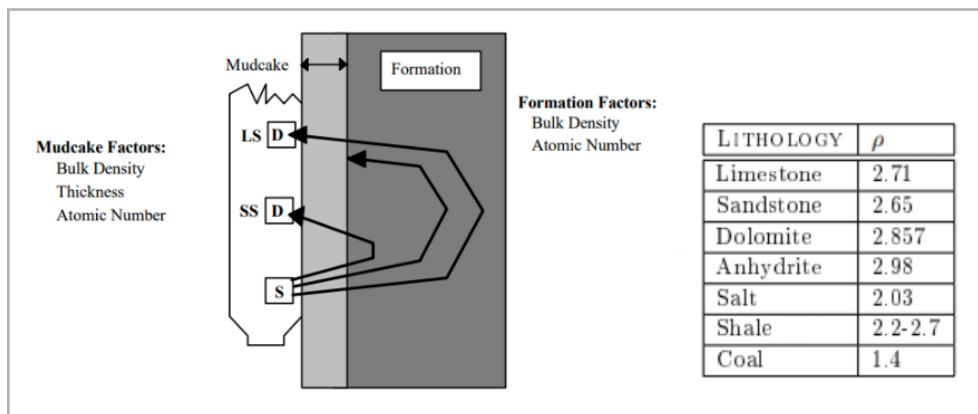 Mudcake
Formation
Formation Factors:
Bulk Density
Atomic Number
Mudcake Factors:
Bulk Density
Thickness
Atomic Number
LS D
SS D
S
LITHOLOGY ρ
Limestone 2.71
Sandstone 2.65
Dolomite 2.857
Anhydrite 2.98
Salt 2.03
Shale 2.2-2.7
Coal 1.4